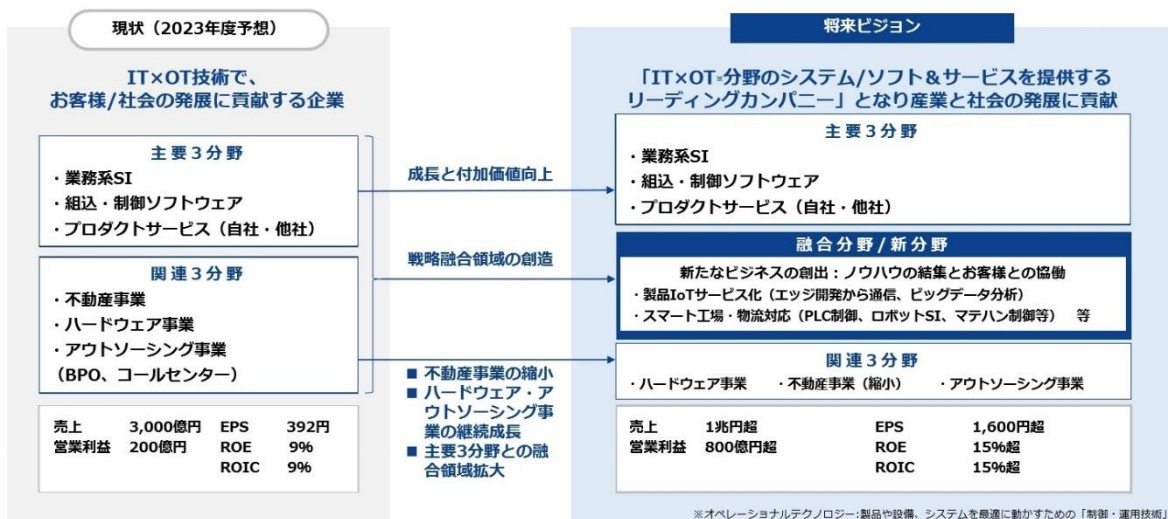 現状（2023年度予想）
IT×OT技術で、
お客様/社会の発展に貢献する企業
主要3分野
・業務系SI
・組込・制御ソフトウェア
・プロダクトサービス（自社・他社）
関連3分野
・不動産事業
・ハードウェア事業
・アウトソーシング事業
（BPO、コールセンター）
売上 3,000億円 EPS 392円
営業利益 200億円 ROE 9%
ROIC 9%
成長と付加価値向上
戦略融合領域の創造
■ 不動産事業の縮小
■ ハードウェア・ア
ウトソーシング事
業の継続成長
■ 主要3分野との融
合領域拡大
将来ビジョン
「IT×OT※分野のシステム/ソフト＆サービスを提供する
リーディングカンパニー」となり産業と社会の発展に貢献
主要3分野
・業務系SI
・組込・制御ソフトウェア
・プロダクトサービス（自社・他社）
融合分野/新分野
新たなビジネスの創出：ノウハウの結集とお客様との協働
・製品IoTサービス化（エッジ開発から通信、ビッグデータ分析）
・スマート工場・物流対応（PLC制御、ロボットSI、マテハン制御等） 等
関連3分野
・ハードウェア事業 ・不動産事業（縮小） ・アウトソーシング事業
売上 1兆円超 EPS 1,600円超
営業利益 800億円超 ROE 15%超
ROIC 15%超
※オペレーショナルテクノロジー:製品や設備、システムを最適に動かすための「制御・運用技術」